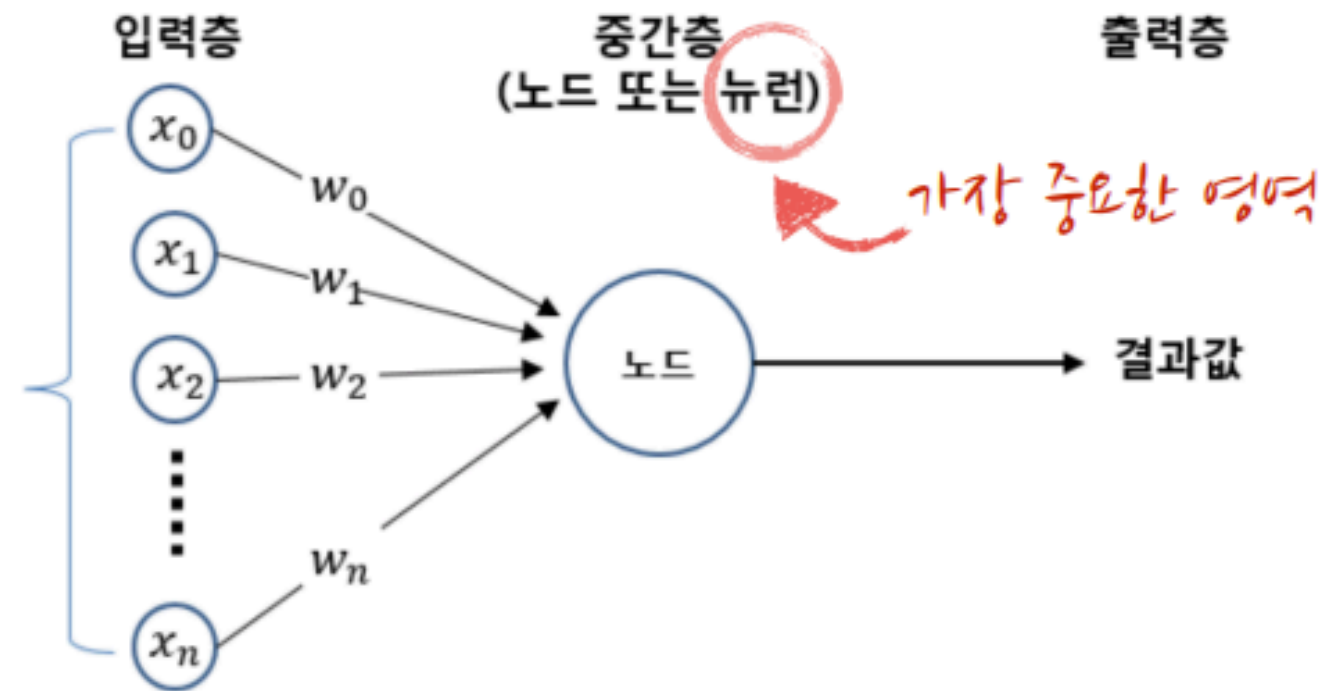 입력층
중간층
(노드 또는 뉴런)
출력층
가장 중요한 영역
x₀
w₀
x₁
w₁
x₂
w₂
노드
결과값
wₙ
xₙ